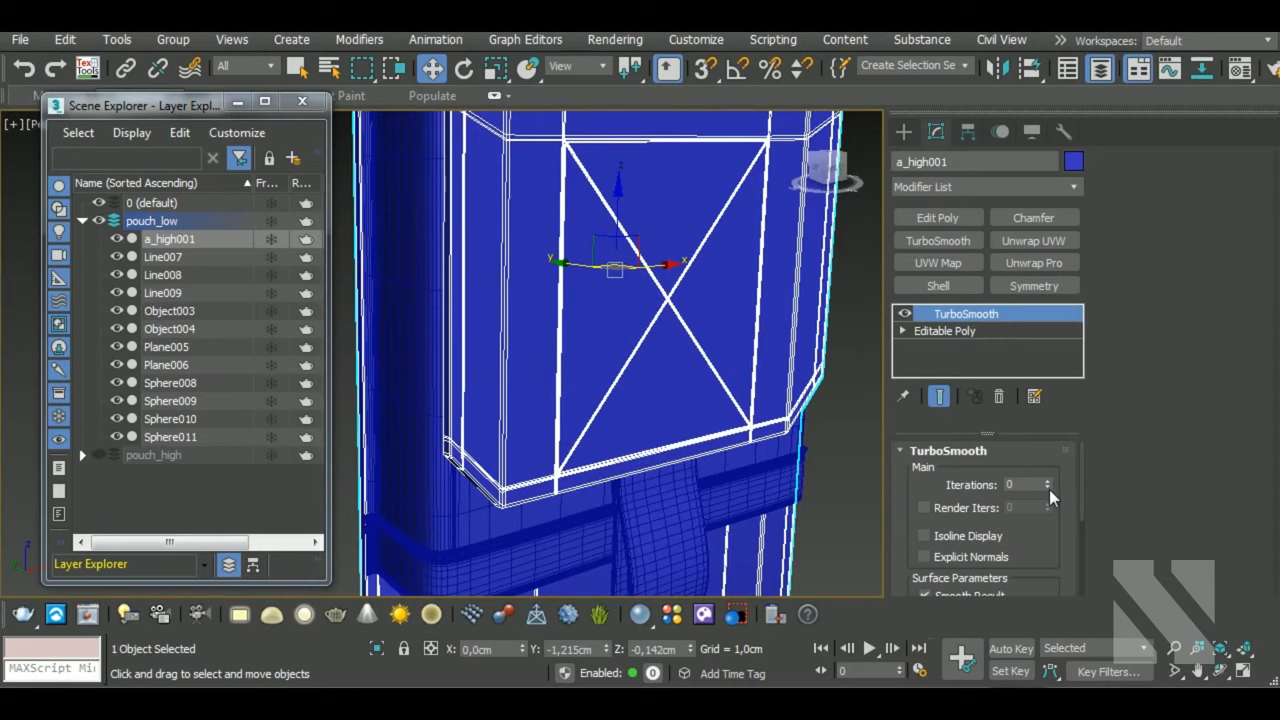 File Edit Tools Group Views Create Modifiers Animation Graph Editors Rendering Customize Scripting Content Substance Civil View Workspaces: Default
All View Create Selection Se
Paint Populate
Scene Explorer - Layer Expl...
[+]
Select Display Edit Customize
Name (Sorted Ascending) Fr... R...
0 (default)
pouch_low
a_high001
Line007
Line008
Line009
Object003
Object004
Plane005
Plane006
Sphere008
Sphere009
Sphere010
Sphere011
pouch_high
Layer Explorer
z
y
x
a_high001
Modifier List
Edit Poly Chamfer
TurboSmooth Unwrap UVW
UVW Map Unwrap Pro
Shell Symmetry
TurboSmooth
Editable Poly
TurboSmooth
Main
Iterations: 0
Render Iters: 0
Isoline Display
Explicit Normals
Surface Parameters
Smooth Result
1 Object Selected X: 0,0cm Y: -1,215cm Z: -0,142cm Grid = 1,0cm Auto Key Selected
MAXScript Mi
Click and drag to select and move objects Enabled: 0 Add Time Tag 0 Set Key Key Filters...